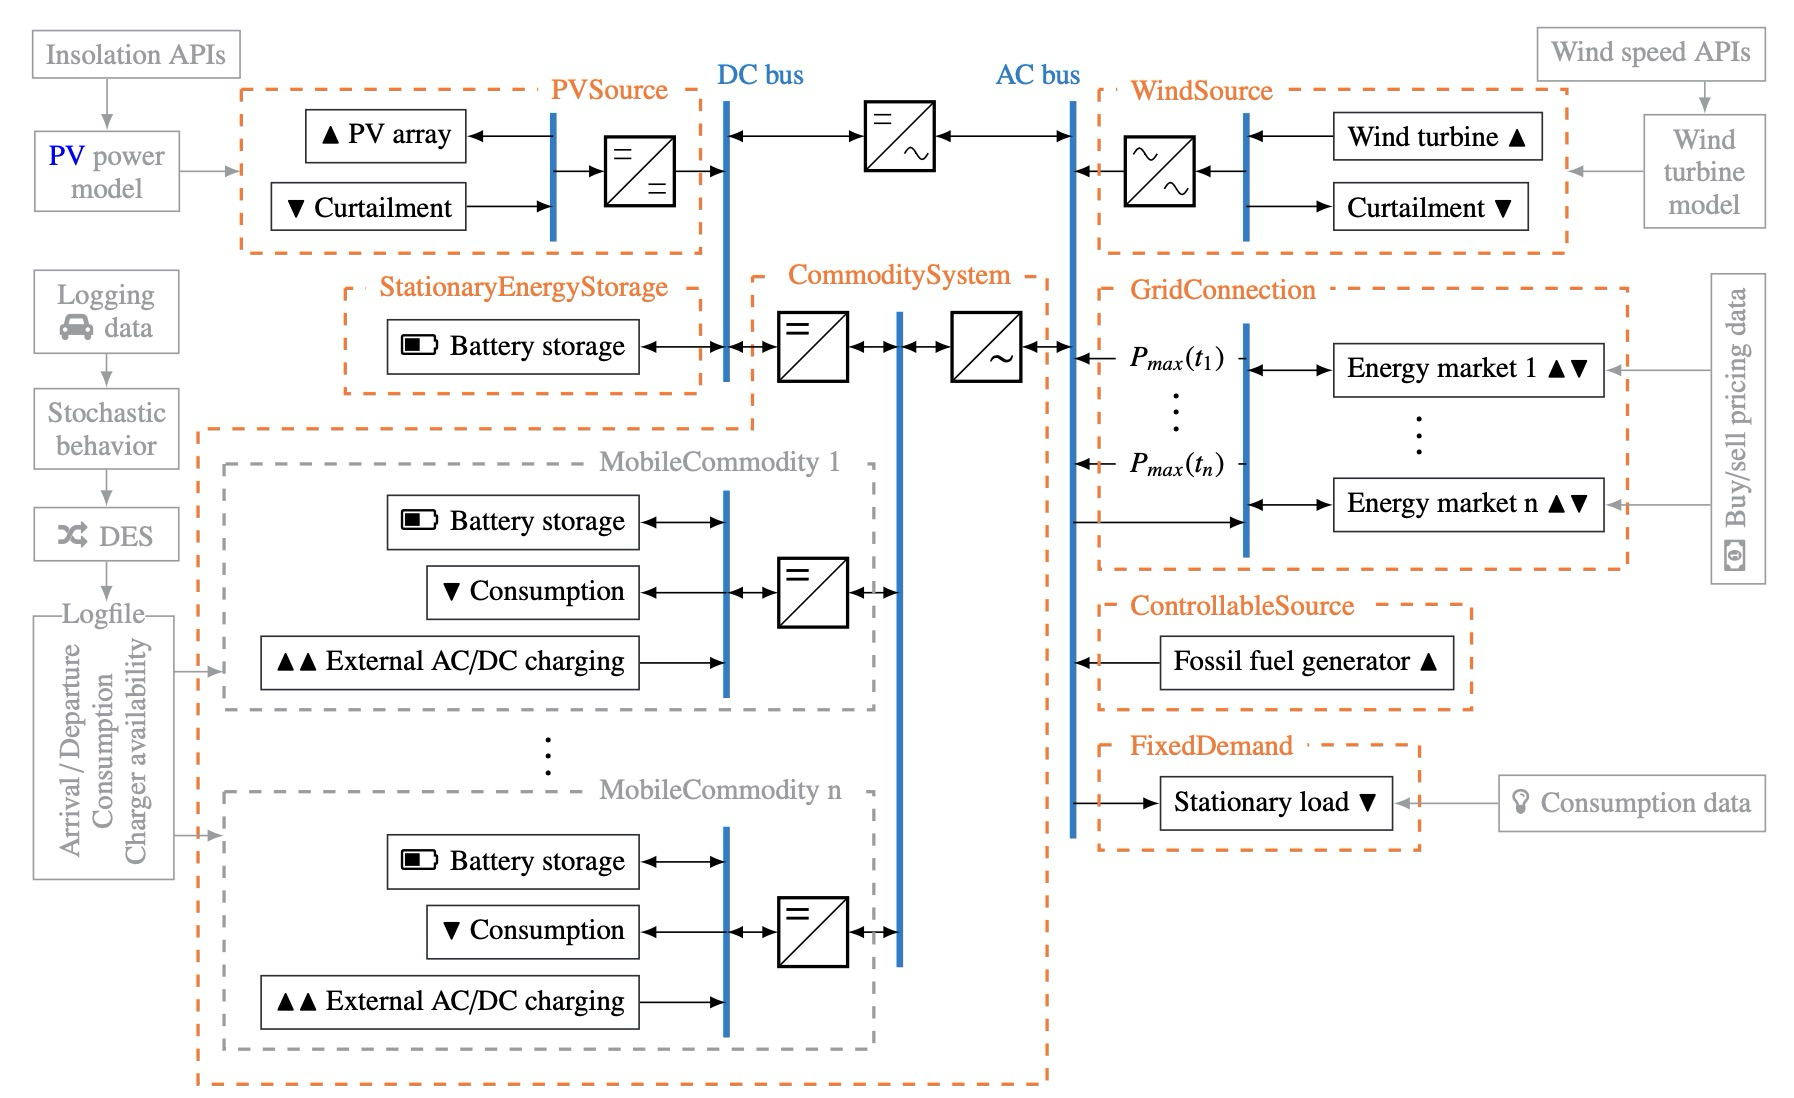 Insolation APIs
PV power
model
Logging
data
Stochastic
behavior
DES
Logfile
Arrival / Departure
Consumption
Charger availability
PVSource
▲ PV array
▼ Curtailment
DC bus
AC bus
StationaryEnergyStorage
Battery storage
CommoditySystem
MobileCommodity 1
Battery storage
▼ Consumption
▲▲ External AC/DC charging
⋮
MobileCommodity n
Battery storage
▼ Consumption
▲▲ External AC/DC charging
WindSource
Wind turbine ▲
Curtailment ▼
Wind speed APIs
Wind
turbine
model
GridConnection
P_max(t_1)
⋮
P_max(t_n)
Energy market 1 ▲▼
⋮
Energy market n ▲▼
Buy/sell pricing data
ControllableSource
Fossil fuel generator ▲
FixedDemand
Stationary load ▼
Consumption data